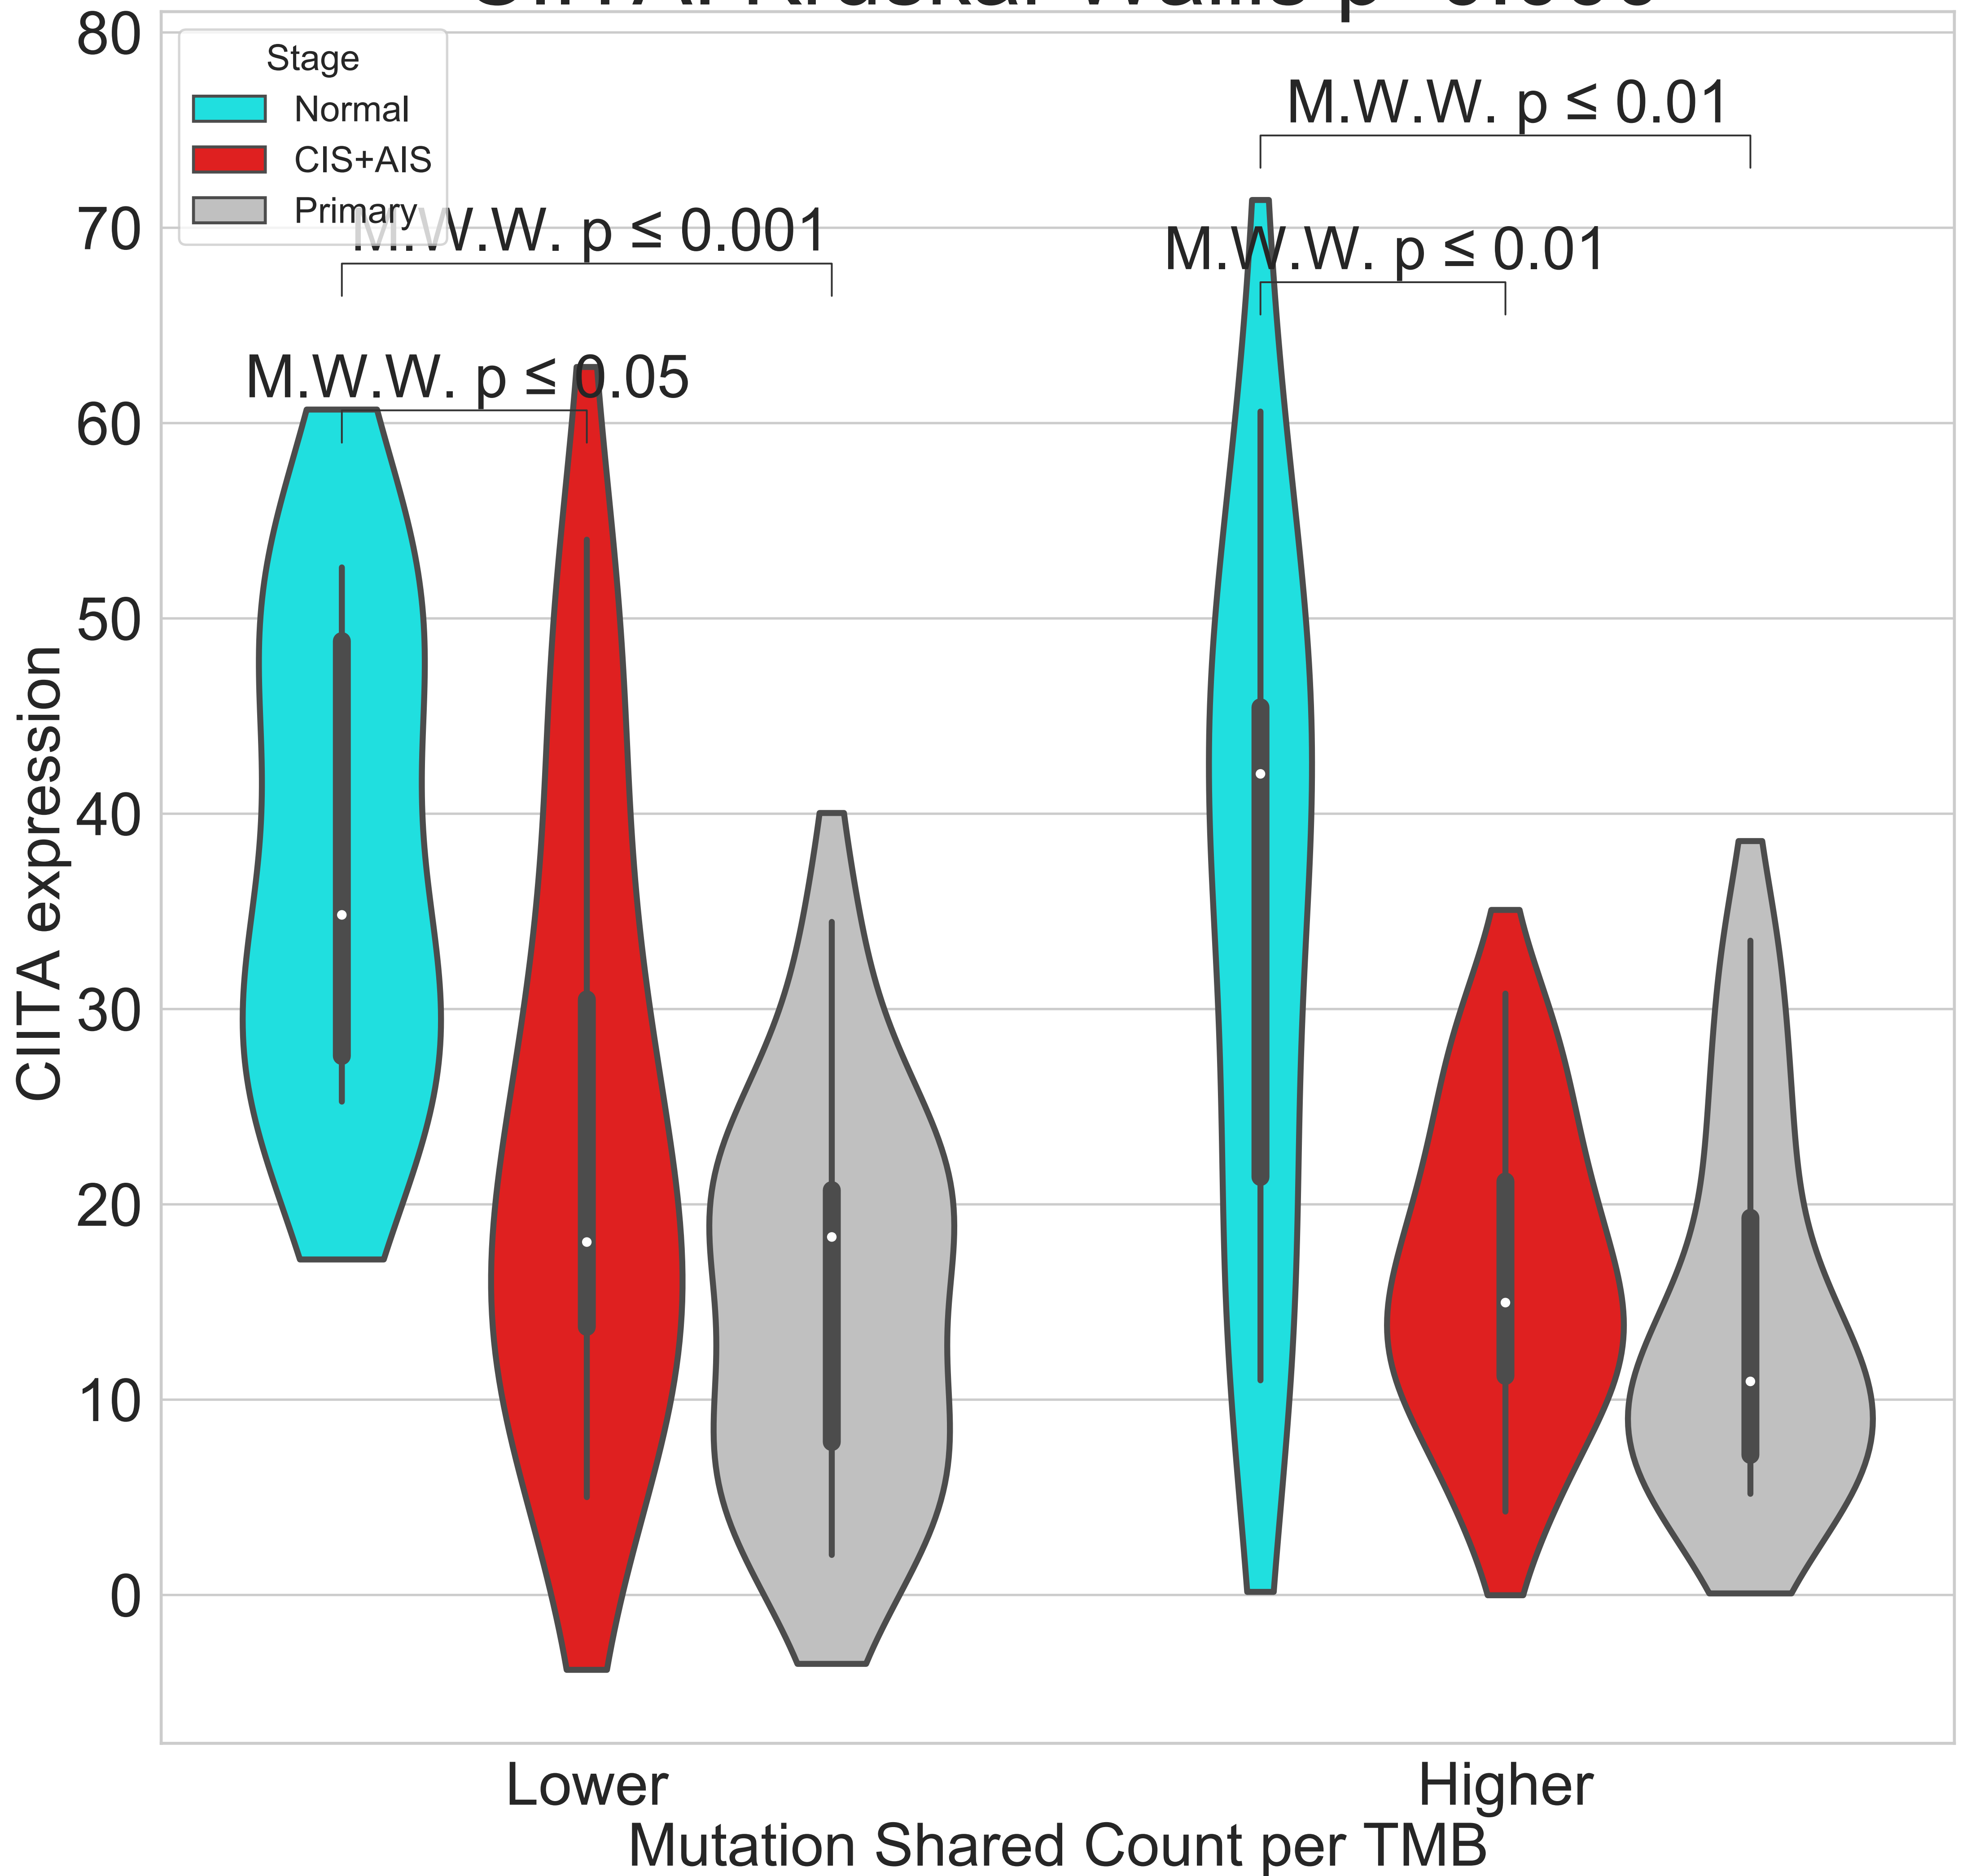 80
Stage
Normal
CIS+AIS
Primary
M.W.W. p ≤ 0.01
70
M.W.W. p ≤ 0.001
M.W.W. p ≤ 0.01
M.W.W. p ≤ 0.05
60
50
40
30
20
10
0
CIITA expression
Lower
Higher
Mutation Shared Count per TMB